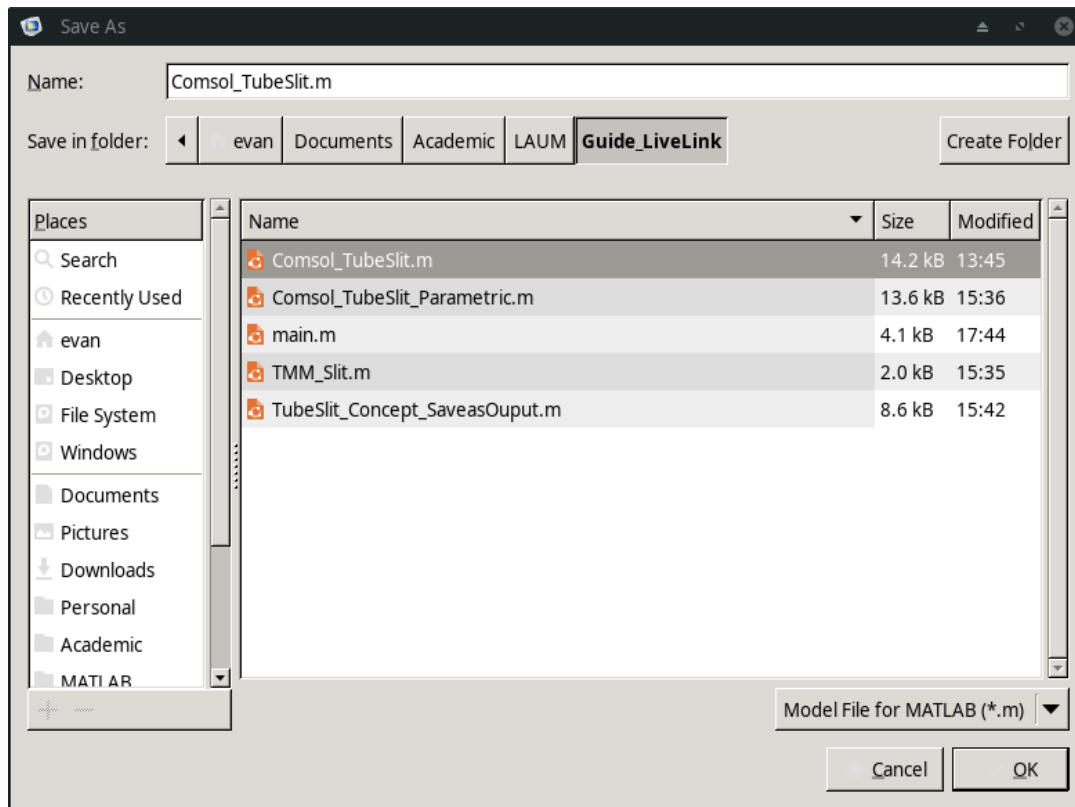 Save As
Name: Comsol_TubeSlit.m
Save in folder: evan Documents Academic LAUM Guide_LiveLink Create Folder
Places Name Size Modified
Search Comsol_TubeSlit.m 14.2 kB 13:45
Recently Used Comsol_TubeSlit_Parametric.m 13.6 kB 15:36
evan main.m 4.1 kB 17:44
Desktop TMM_Slit.m 2.0 kB 15:35
File System TubeSlit_Concept_SaveasOuput.m 8.6 kB 15:42
Windows
Documents
Pictures
Downloads
Personal
Academic
MATLAB
Model File for MATLAB (*.m)
Cancel OK